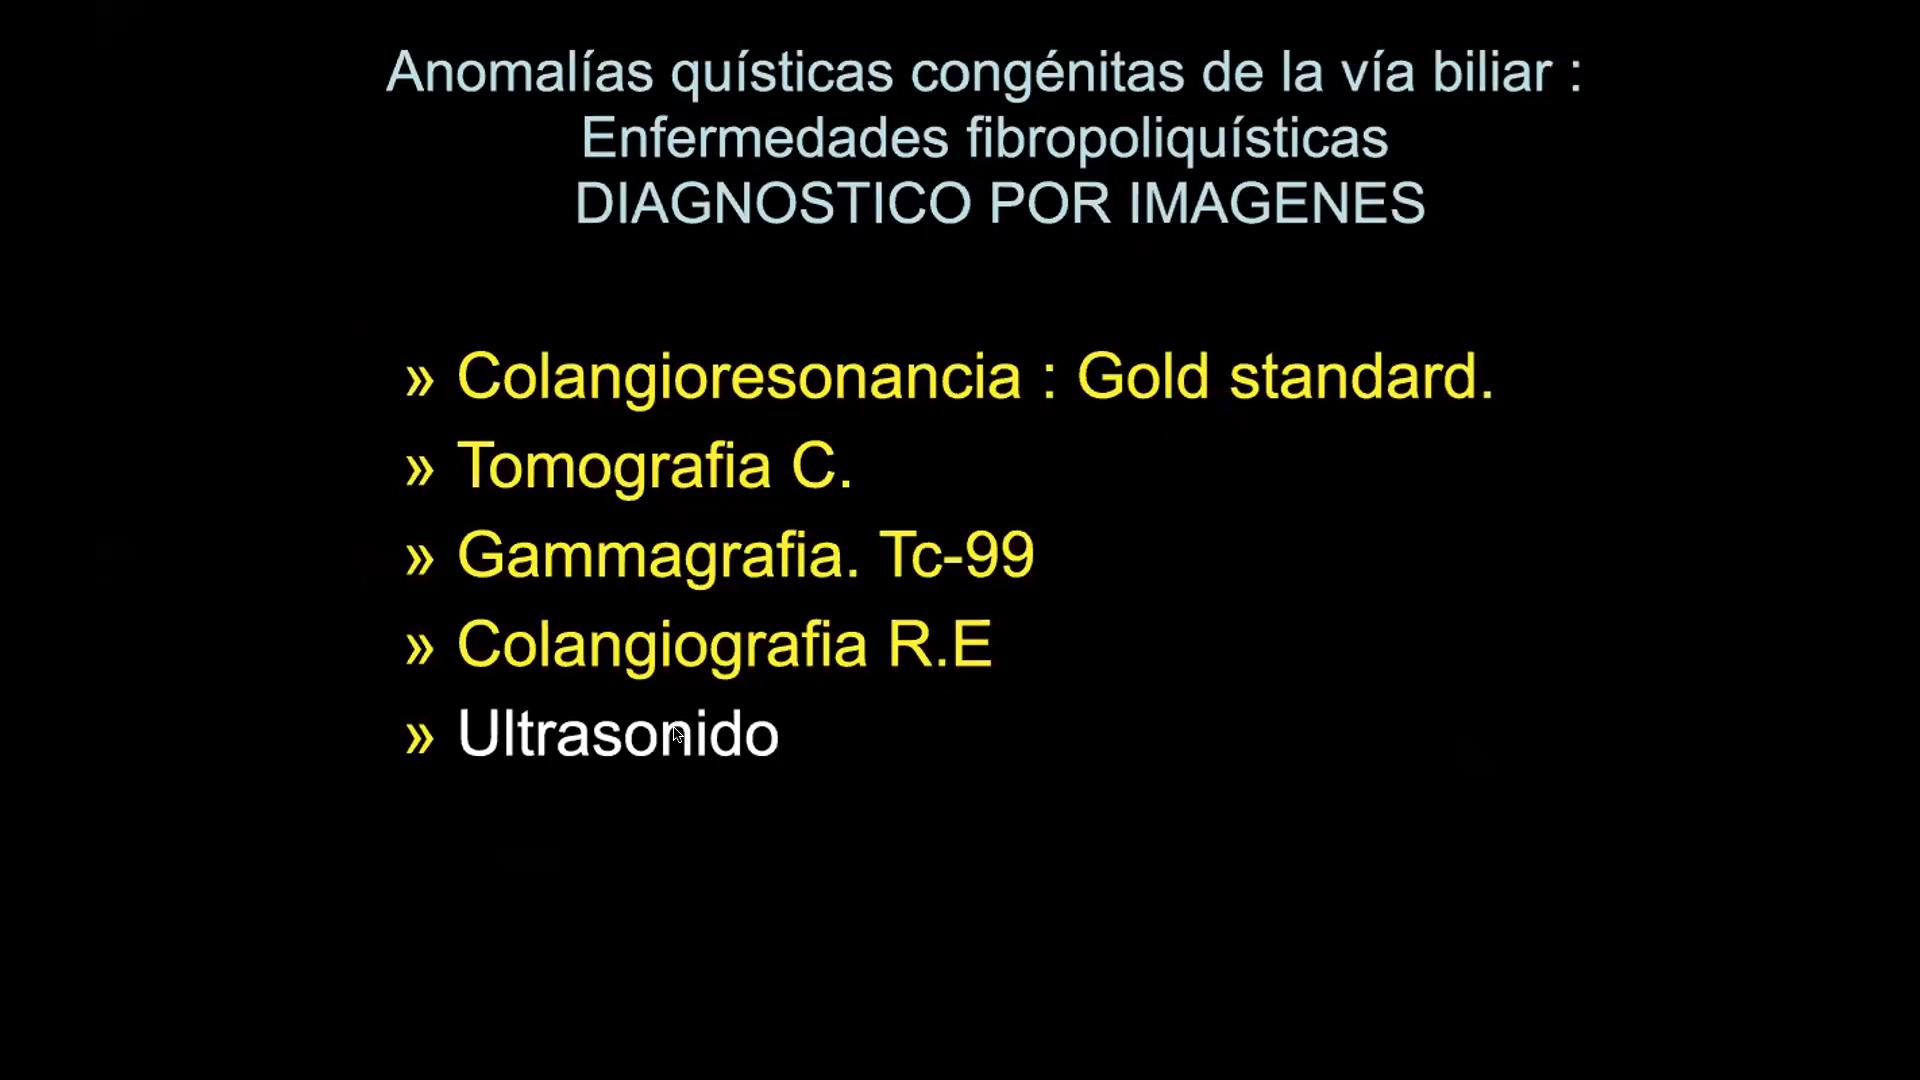 Anomalías quísticas congénitas de la vía biliar :
Enfermedades fibropoliquísticas
DIAGNOSTICO POR IMAGENES
» Colangioresonancia : Gold standard.
» Tomografia C.
» Gammagrafia. Tc-99
» Colangiografia R.E
» Ultrasonido